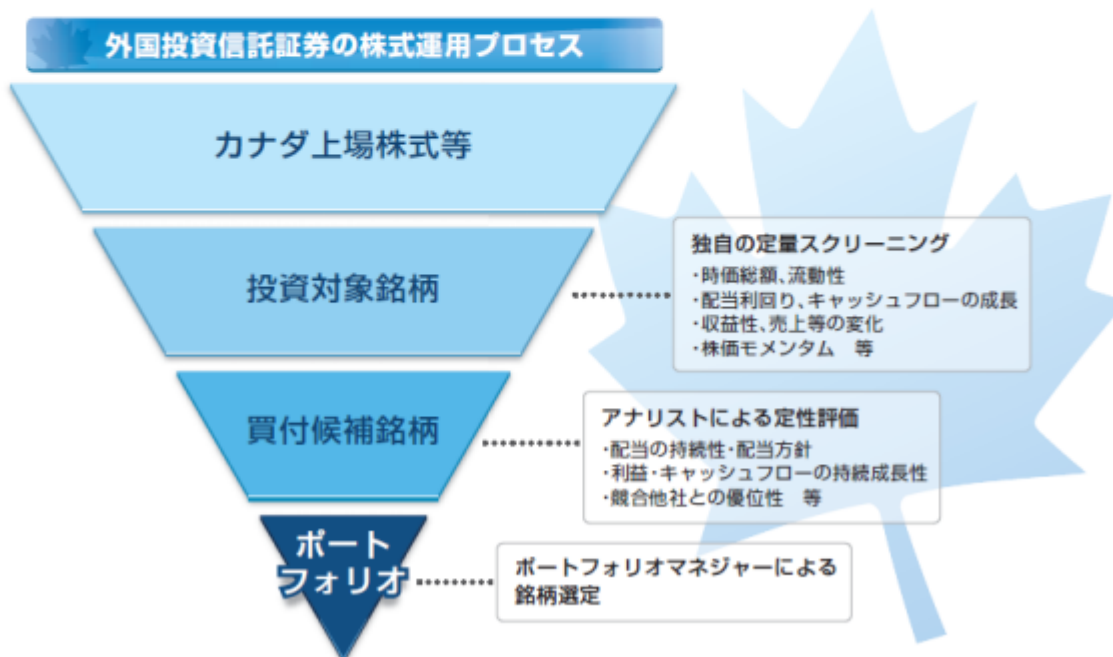 外国投資信託証券の株式運用プロセス
カナダ上場株式等
投資対象銘柄
独自の定量スクリーニング
・時価総額、流動性
・配当利回り、キャッシュフローの成長
・収益性、売上等の変化
・株価モメンタム　等
買付候補銘柄
アナリストによる定性評価
・配当の持続性・配当方針
・利益・キャッシュフローの持続成長性
・競合他社との優位性　等
ポート
フォリオ
ポートフォリオマネジャーによる
銘柄選定